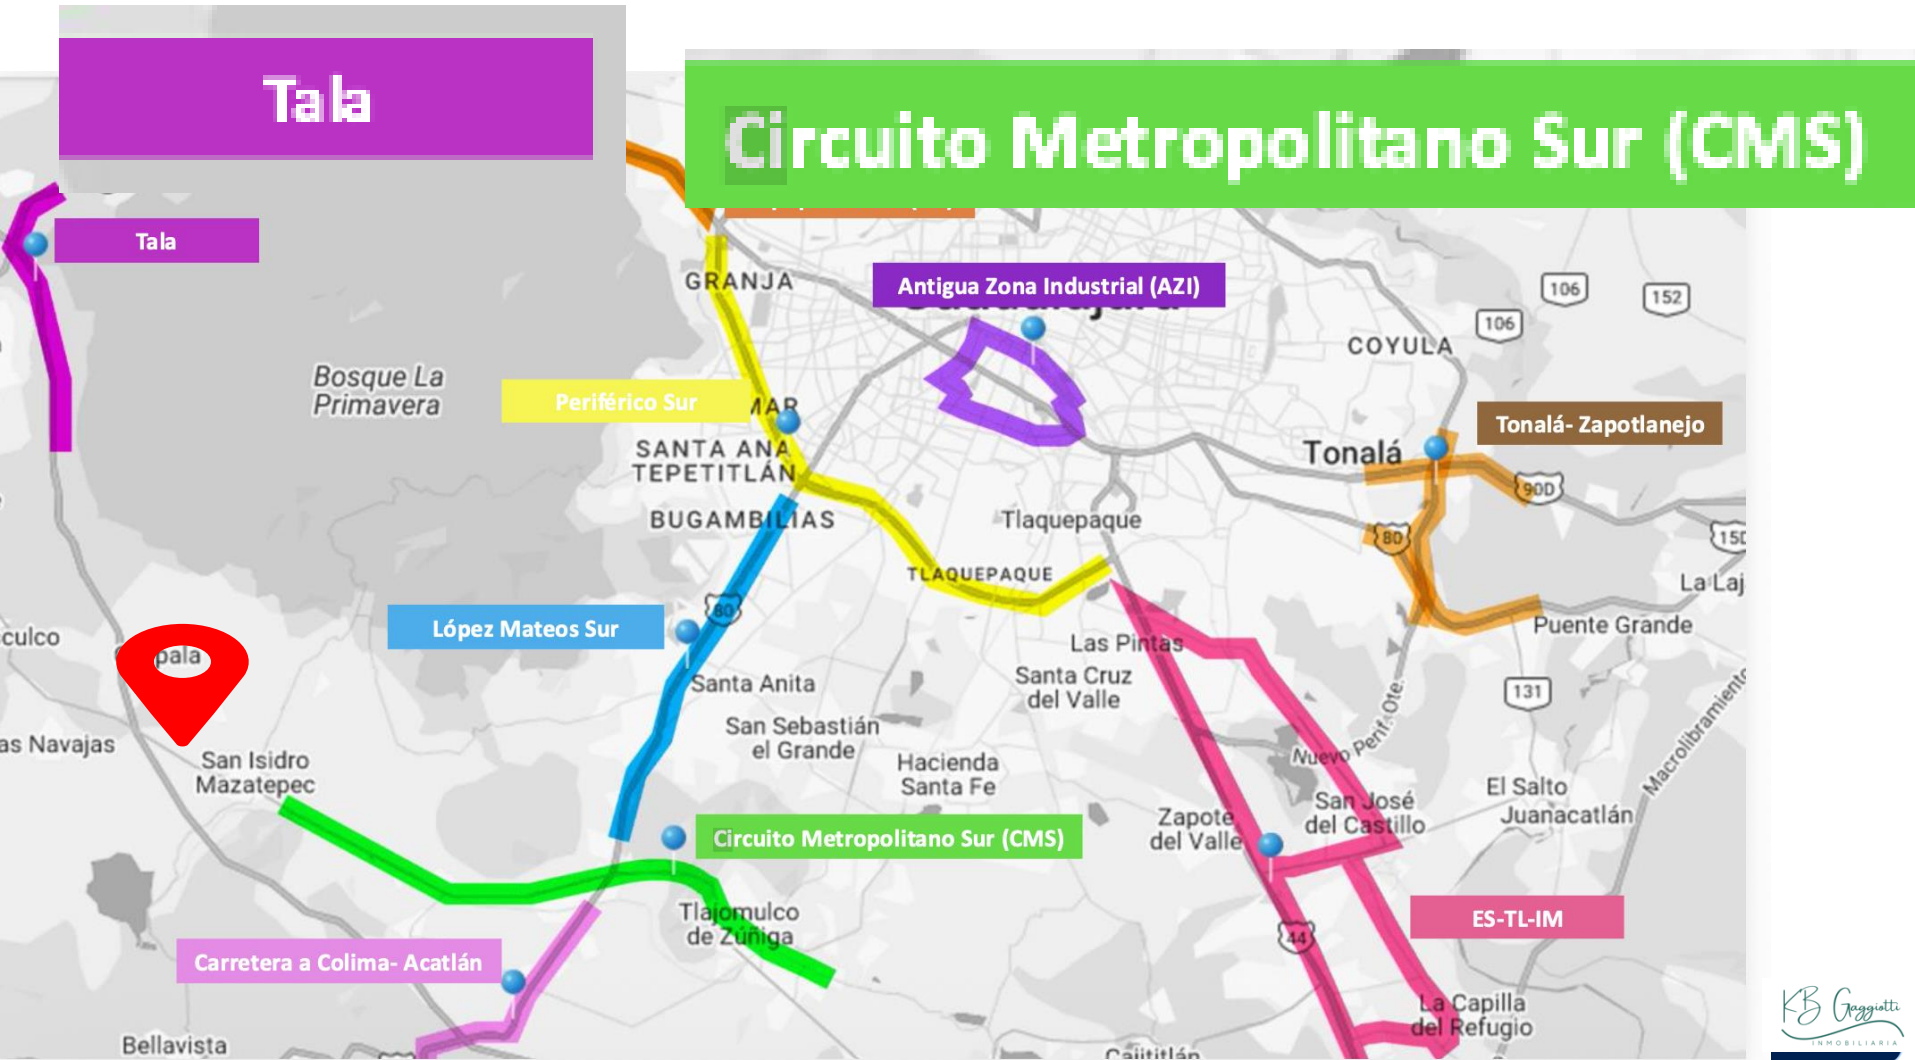 Tala
Circuito Metropolitano Sur (CMS)
Tala
GRANJA
Antigua Zona Industrial (AZI)
106
152
106
COYULA
Bosque La
Primavera
Periférico Sur
MAR
Tonalá- Zapotlanejo
SANTA ANA
TEPETITLÁN
Tonalá
90D
BUGAMBILIAS
Tlaquepaque
80
15D
TLAQUEPAQUE
La Laj
López Mateos Sur
80
Puente Grande
culco
pala
Las Pintas
Santa Anita
Santa Cruz
del Valle
131
San Sebastián
el Grande
Nuevo Perif. Ote.
Macrolibramiento
as Navajas
San Isidro
Mazatepec
Hacienda
Santa Fe
El Salto
San José
del Castillo
Juanacatlán
Zapote
del Valle
Circuito Metropolitano Sur (CMS)
Tlajomulco
de Zúñiga
ES-TL-IM
44
Carretera a Colima- Acatlán
La Capilla
del Refugio
Bellavista
Cajititlán
KB Gaggiotti
INMOBILIARIA